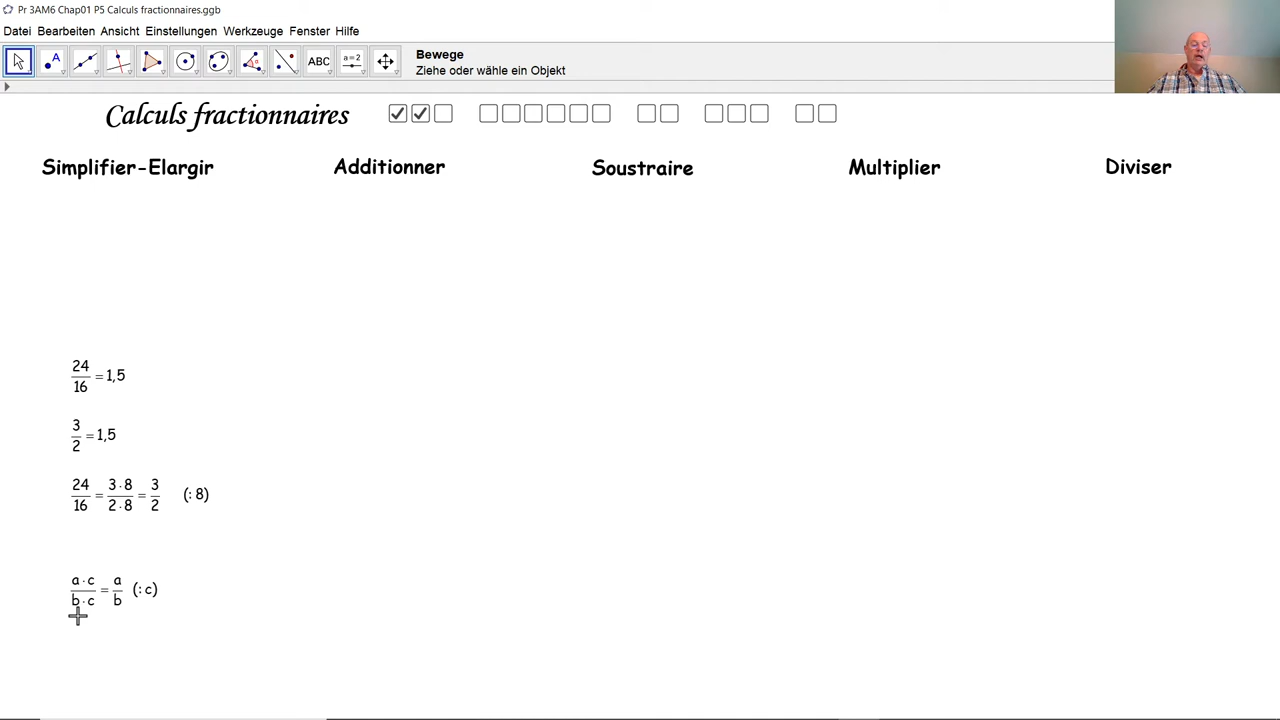 Pr 3AM6 Chap01 P5 Calculs fractionnaires.ggb
Datei Bearbeiten Ansicht Einstellungen Werkzeuge Fenster Hilfe
A ABC a=2 Bewege
Ziehe oder wähle ein Objekt
Calculs fractionnaires
Simplifier-Elargir Additionner Soustraire Multiplier Diviser
24/16 = 1,5
3/2 = 1,5
24/16 = 3·8/2·8 = 3/2 (: 8)
a·c/b·c = a/b (: c)